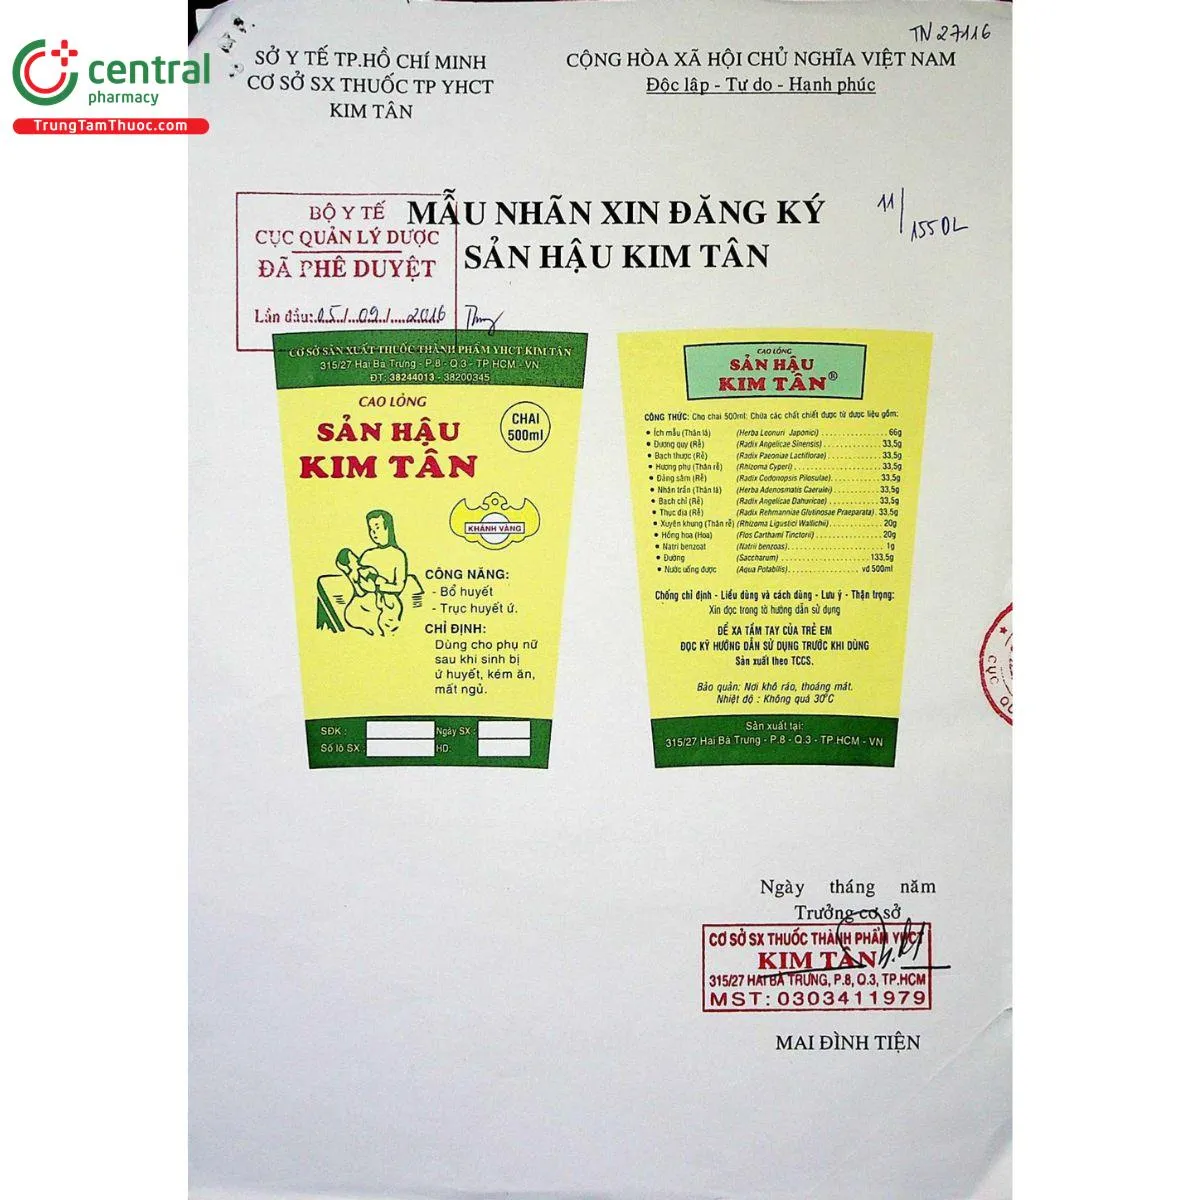 central
pharmacy
TrungTamThuoc.com
TN 27116
SỞ Y TẾ TP.HỒ CHÍ MINH
CƠ SỞ SX THUỐC TP YHCT
KIM TÂN
CỘNG HÒA XÃ HỘI CHỦ NGHĨA VIỆT NAM
Độc lập - Tự do - Hạnh phúc
BỘ Y TẾ
CỤC QUẢN LÝ DƯỢC
ĐÃ PHÊ DUYỆT
Lần đầu: 05/09/2016
MẪU NHÃN XIN ĐĂNG KÝ
SẢN HẬU KIM TÂN
11/155DL
CƠ SỞ SẢN XUẤT THUỐC THÀNH PHẨM YHCT KIM TÂN
315/27 Hai Bà Trưng - P.8 - Q.3 - TP HCM - VN
ĐT: 38244013 - 38200345
CAO LỎNG
SẢN HẬU
KIM TÂN
CHAI
500ml
KHÁNH VÀNG
CÔNG NĂNG:
- Bổ huyết
- Trục huyết ứ.
CHỈ ĐỊNH:
Dùng cho phụ nữ
sau khi sinh bị
ứ huyết, kém ăn,
mất ngủ.
SĐK :
Ngày SX :
Số lô SX :
HD:
CAO LỎNG
SẢN HẬU
KIM TÂN®
CÔNG THỨC: Cho chai 500ml: Chứa các chất chiết được từ dược liệu gồm:
• Ích mẫu (Thân lá) (Herba Leonuri Japonici) 66g
• Đương quy (Rễ) (Radix Angelicae Sinensis) 33,5g
• Bạch thược (Rễ) (Radix Paeoniae Lactiflorae) 33,5g
• Hương phụ (Thân rễ) (Rhizoma Cyperi) 33,5g
• Đảng sâm (Rễ) (Radix Codonopsis Pilosulae) 33,5g
• Nhân trần (Thân lá) (Herba Adenosmatis Caerulei) 33,5g
• Bạch chỉ (Rễ) (Radix Angelicae Dahuricae) 33,5g
• Thục địa (Rễ) (Radix Rehmanniae Glutinosae Praeparata) 33,5g
• Xuyên khung (Thân rễ) (Rhizoma Ligustici Wallichii) 20g
• Hồng hoa (Hoa) (Flos Carthami Tinctorii) 20g
• Natri benzoat (Natrii benzoas) 1g
• Đường (Saccharum) 133,5g
• Nước uống được (Aqua Potabilis) vđ 500ml
Chống chỉ định - Liều dùng và cách dùng - Lưu ý - Thận trọng:
Xin đọc trong tờ hướng dẫn sử dụng
ĐỂ XA TẦM TAY CỦA TRẺ EM
ĐỌC KỸ HƯỚNG DẪN SỬ DỤNG TRƯỚC KHI DÙNG
Sản xuất theo TCCS.
Bảo quản: Nơi khô ráo, thoáng mát.
Nhiệt độ : Không quá 30°C
Sản xuất tại:
315/27 Hai Bà Trưng - P.8 - Q.3 - TP.HCM - VN
CỤC
Ngày tháng năm
Trưởng cơ sở
CƠ SỞ SX THUỐC THÀNH PHẨM YHCT
KIM TÂN
315/27 HAI BÀ TRƯNG, P.8, Q.3, TP.HCM
MST: 0303411979
MAI ĐÌNH TIỆN